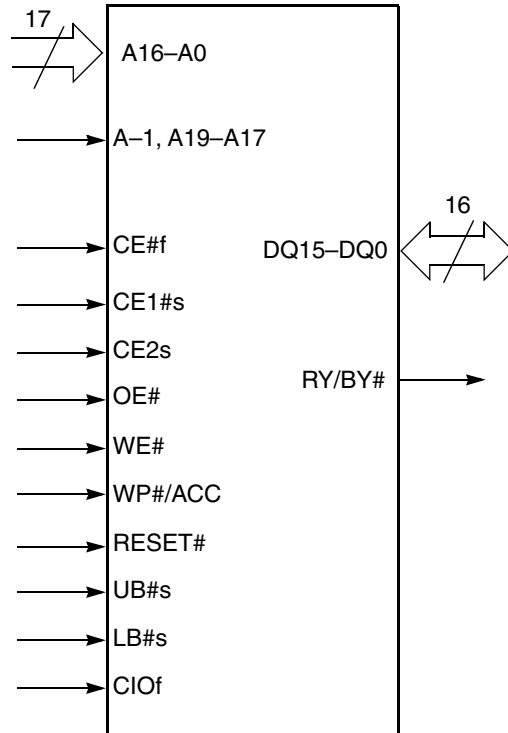 17
A16–A0
A–1, A19–A17
16
CE#f
DQ15–DQ0
CE1#s
CE2s
RY/BY#
OE#
WE#
WP#/ACC
RESET#
UB#s
LB#s
CIOf